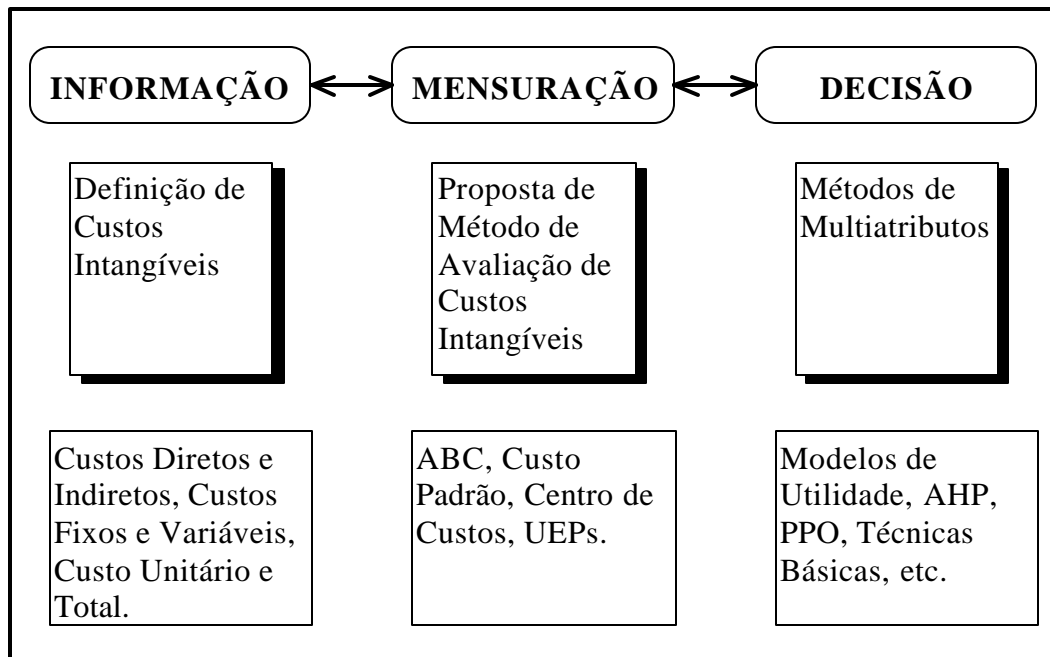 INFORMAÇÃO
MENSURAÇÃO
DECISÃO
Definição de
Custos
Intangíveis
Proposta de
Método de
Avaliação de
Custos
Intangíveis
Métodos de
Multiatributos
Custos Diretos e
Indiretos, Custos
Fixos e Variáveis,
Custo Unitário e
Total.
ABC, Custo
Padrão, Centro de
Custos, UEPs.
Modelos de
Utilidade, AHP,
PPO, Técnicas
Básicas, etc.